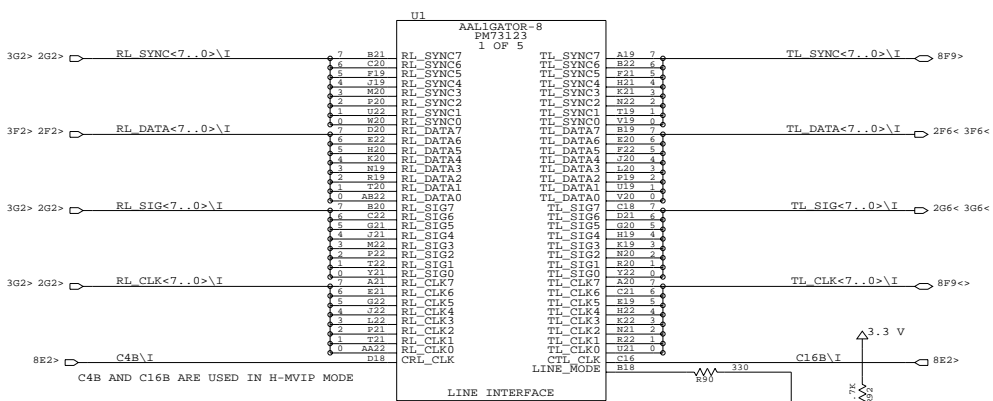 U1
AAL1GATOR-8
PM73123
1 OF 5
3G2> 2G2> RL_SYNC<7..0>\I 7 B21 RL_SYNC7 TL_SYNC7 A19 7 TL_SYNC<7..0>\I 8F9>
6 C20 RL_SYNC6 TL_SYNC6 B22 6
5 F19 RL_SYNC5 TL_SYNC5 F21 5
4 J19 RL_SYNC4 TL_SYNC4 H21 4
3 M20 RL_SYNC3 TL_SYNC3 K21 3
2 P20 RL_SYNC2 TL_SYNC2 N22 2
1 U22 RL_SYNC1 TL_SYNC1 T19 1
0 W20 RL_SYNC0 TL_SYNC0 V19 0
3F2> 2F2> RL_DATA<7..0>\I 7 D20 RL_DATA7 TL_DATA7 B19 7 TL_DATA<7..0>\I 2F6< 3F6<
6 E22 RL_DATA6 TL_DATA6 E20 6
5 H20 RL_DATA5 TL_DATA5 F22 5
4 K20 RL_DATA4 TL_DATA4 J20 4
3 N19 RL_DATA3 TL_DATA3 L20 3
2 R19 RL_DATA2 TL_DATA2 P19 2
1 T20 RL_DATA1 TL_DATA1 U19 1
0 AB22 RL_DATA0 TL_DATA0 V20 0
3G2> 2G2> RL_SIG<7..0>\I 7 B20 RL_SIG7 TL_SIG7 C18 7 TL_SIG<7..0>\I 2G6< 3G6<
6 C22 RL_SIG6 TL_SIG6 D21 6
5 G21 RL_SIG5 TL_SIG5 G20 5
4 J21 RL_SIG4 TL_SIG4 H19 4
3 M22 RL_SIG3 TL_SIG3 K19 3
2 P22 RL_SIG2 TL_SIG2 N20 2
1 T22 RL_SIG1 TL_SIG1 R20 1
0 Y21 RL_SIG0 TL_SIG0 Y22 0
3G2> 2G2> RL_CLK<7..0>\I 7 A21 RL_CLK7 TL_CLK7 A20 7 TL_CLK<7..0>\I 8F9<>
6 E21 RL_CLK6 TL_CLK6 C21 6
5 G22 RL_CLK5 TL_CLK5 E19 5
4 J22 RL_CLK4 TL_CLK4 H22 4
3 L22 RL_CLK3 TL_CLK3 K22 3
2 P21 RL_CLK2 TL_CLK2 N21 2
1 T21 RL_CLK1 TL_CLK1 R22 1
0 AA22 RL_CLK0 TL_CLK0 U21 0
3.3 V
8E2> C4B\I D18 CRL_CLK CTL_CLK C16 C16B\I 8E2>
LINE_MODE B18 R90 330
C4B AND C16B ARE USED IN H-MVIP MODE
LINE INTERFACE
.7K
R92